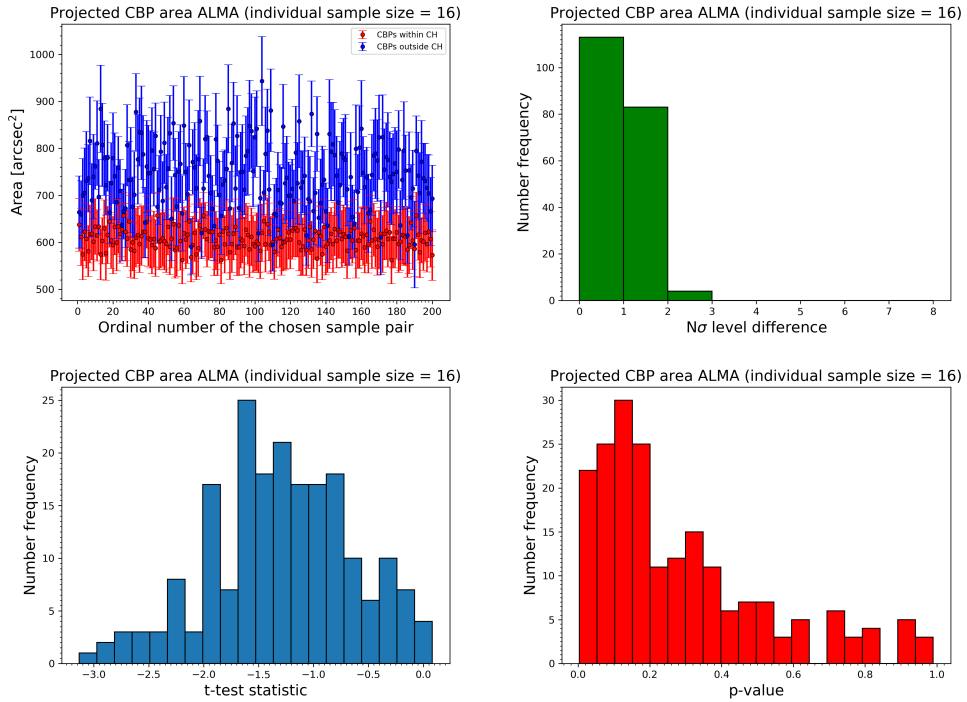 Projected CBP area ALMA (individual sample size = 16)
CBPs within CH
CBPs outside CH
Area [arcsec²]
1000
900
800
700
600
500
0 20 40 60 80 100 120 140 160 180 200
Ordinal number of the chosen sample pair
Projected CBP area ALMA (individual sample size = 16)
Number frequency
100
80
60
40
20
0
0 1 2 3 4 5 6 7 8
Nσ level difference
Projected CBP area ALMA (individual sample size = 16)
Number frequency
25
20
15
10
5
0
−3.0 −2.5 −2.0 −1.5 −1.0 −0.5 0.0
t-test statistic
Projected CBP area ALMA (individual sample size = 16)
Number frequency
30
25
20
15
10
5
0
0.0 0.2 0.4 0.6 0.8 1.0
p-value